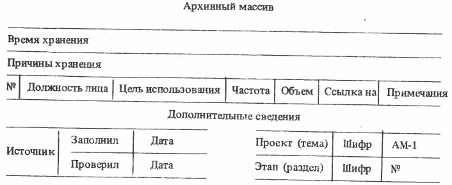 Архивный массив
Время хранения
Причины хранения
№ Должность лица Цель использования Частота Объем Ссылка на Примечания
Дополнительные сведения
Источник Заполнил Дата Проект (тема) Шифр АМ-1
Проверил Дата Этап (раздел) Шифр №